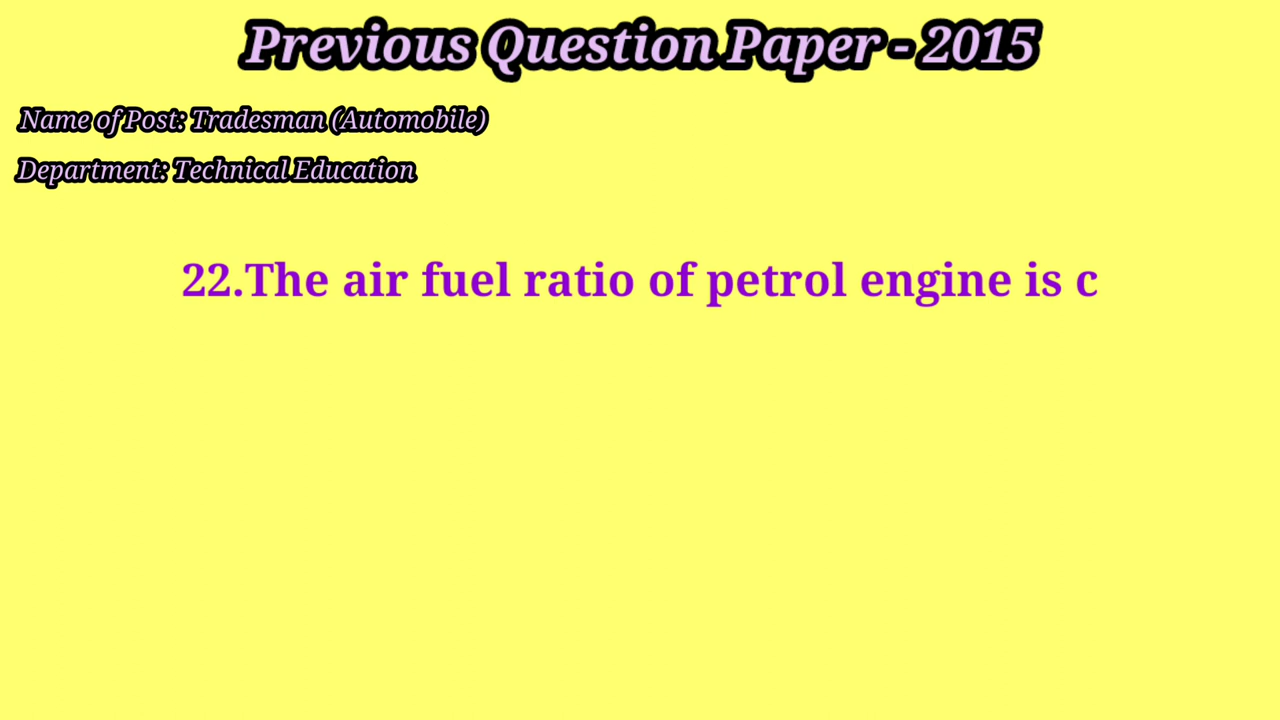 Previous Question Paper - 2015
Name of Post: Tradesman (Automobile)
Department: Technical Education
22.The air fuel ratio of petrol engine is c